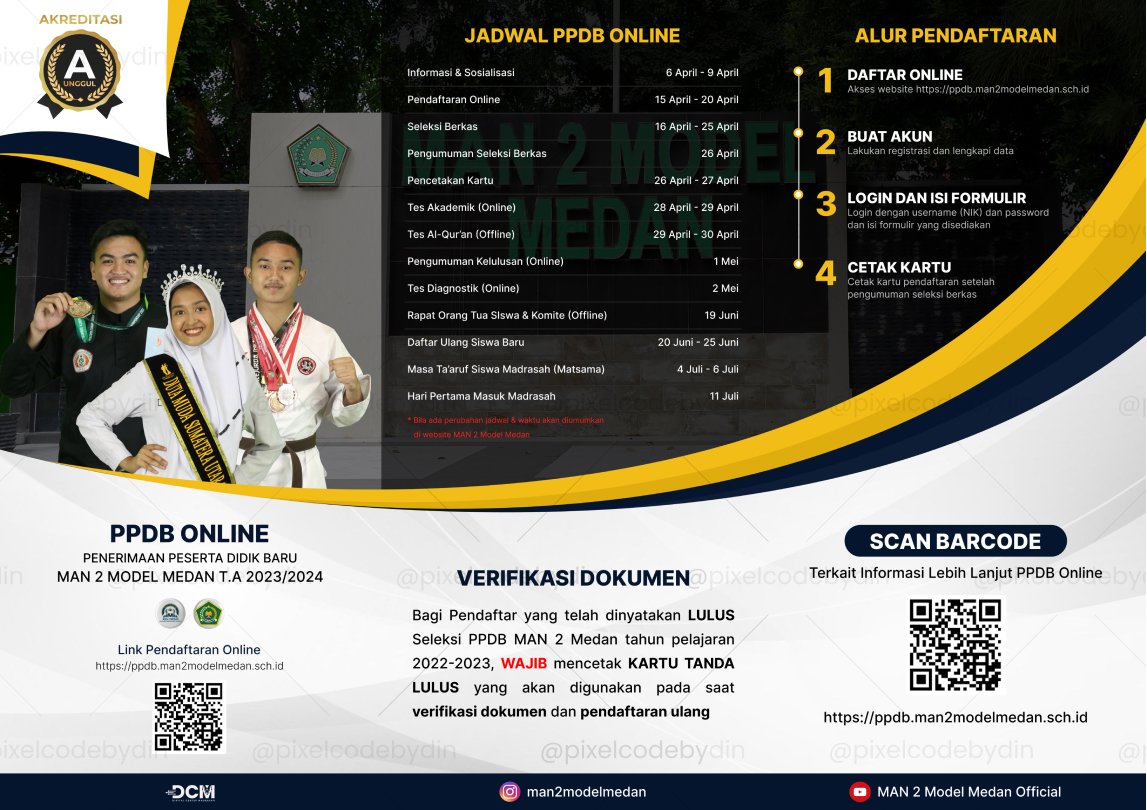 AKREDITASI
A
UNGGUL
MAN 2 MODEL
MEDAN
DUTA MUDA SUMATERA UTARA
JADWAL PPDB ONLINE
Informasi & Sosialisasi 6 April - 9 April
Pendaftaran Online 15 April - 20 April
Seleksi Berkas 16 April - 25 April
Pengumuman Seleksi Berkas 26 April
Pencetakan Kartu 26 April - 27 April
Tes Akademik (Online) 28 April - 29 April
Tes Al-Qur'an (Offline) 29 April - 30 April
Pengumuman Kelulusan (Online) 1 Mei
Tes Diagnostik (Online) 2 Mei
Rapat Orang Tua SIswa & Komite (Offline) 19 Juni
Daftar Ulang Siswa Baru 20 Juni - 25 Juni
Masa Ta'aruf Siswa Madrasah (Matsama) 4 Juli - 6 Juli
Hari Pertama Masuk Madrasah 11 Juli
* Bila ada perubahan jadwal & waktu akan diumumkan
di website MAN 2 Model Medan
ALUR PENDAFTARAN
1 DAFTAR ONLINE
Akses website https://ppdb.man2modelmedan.sch.id
2 BUAT AKUN
Lakukan registrasi dan lengkapi data
3 LOGIN DAN ISI FORMULIR
Login dengan username (NIK) dan password
dan isi formulir yang disediakan
4 CETAK KARTU
Cetak kartu pendaftaran setelah
pengumuman seleksi berkas
PPDB ONLINE
PENERIMAAN PESERTA DIDIK BARU
MAN 2 MODEL MEDAN T.A 2023/2024
Link Pendaftaran Online
https://ppdb.man2modelmedan.sch.id
VERIFIKASI DOKUMEN
Bagi Pendaftar yang telah dinyatakan LULUS
Seleksi PPDB MAN 2 Medan tahun pelajaran
2022-2023, WAJIB mencetak KARTU TANDA
LULUS yang akan digunakan pada saat
verifikasi dokumen dan pendaftaran ulang
SCAN BARCODE
Terkait Informasi Lebih Lanjut PPDB Online
https://ppdb.man2modelmedan.sch.id
@pixelcodebydin
@pixelcodebydin
@pixelcodebydin
DCM
man2modelmedan
MAN 2 Model Medan Official